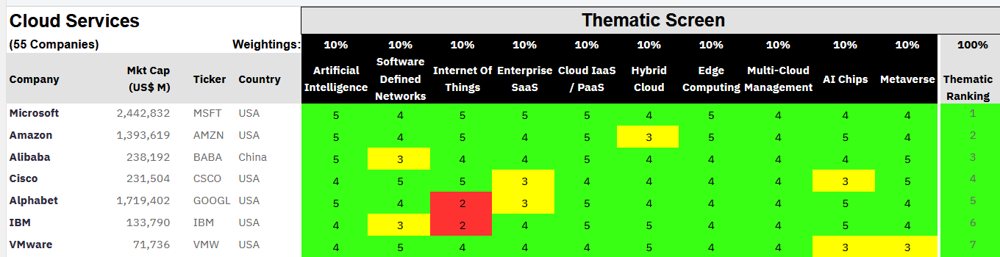 Cloud Services Thematic Screen
(55 Companies) Weightings: 10% 10% 10% 10% 10% 10% 10% 10% 10% 10% 100%
Company Mkt Cap (US$ M) Ticker Country Artificial Intelligence Software Defined Networks Internet Of Things Enterprise SaaS Cloud IaaS / PaaS Hybrid Cloud Edge Computing Multi-Cloud Management AI Chips Metaverse Thematic Ranking
Microsoft 2,442,832 MSFT USA 5 4 5 5 5 4 5 4 4 4 1
Amazon 1,393,619 AMZN USA 5 4 5 4 5 3 5 4 5 4 2
Alibaba 238,192 BABA China 5 3 4 4 5 4 4 4 4 5 3
Cisco 231,504 CSCO USA 4 5 5 3 4 4 4 4 3 5 4
Alphabet 1,719,402 GOOGL USA 5 4 2 3 5 4 4 4 5 4 5
IBM 133,790 IBM USA 4 3 2 4 4 4 4 4 5 4 6
VMware 71,736 VMW USA 4 5 4 4 4 5 4 4 3 3 7